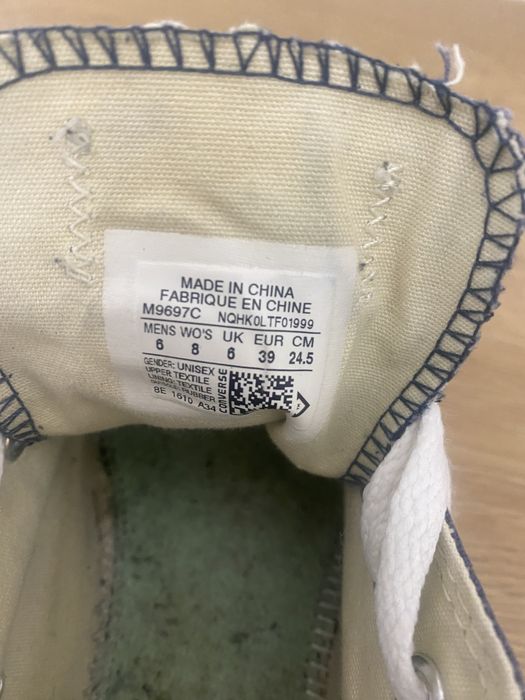 MADE IN CHINA
FABRIQUE EN CHINE
M9697C NQHK0LTF01999
MENS WO'S UK EUR CM
6 8 6 39 24.5
GENDER: UNISEX
UPPER: TEXTILE
LINING: TEXTILE
OUTSOLE: RUBBER
8E 1610 A34
CONVERSE